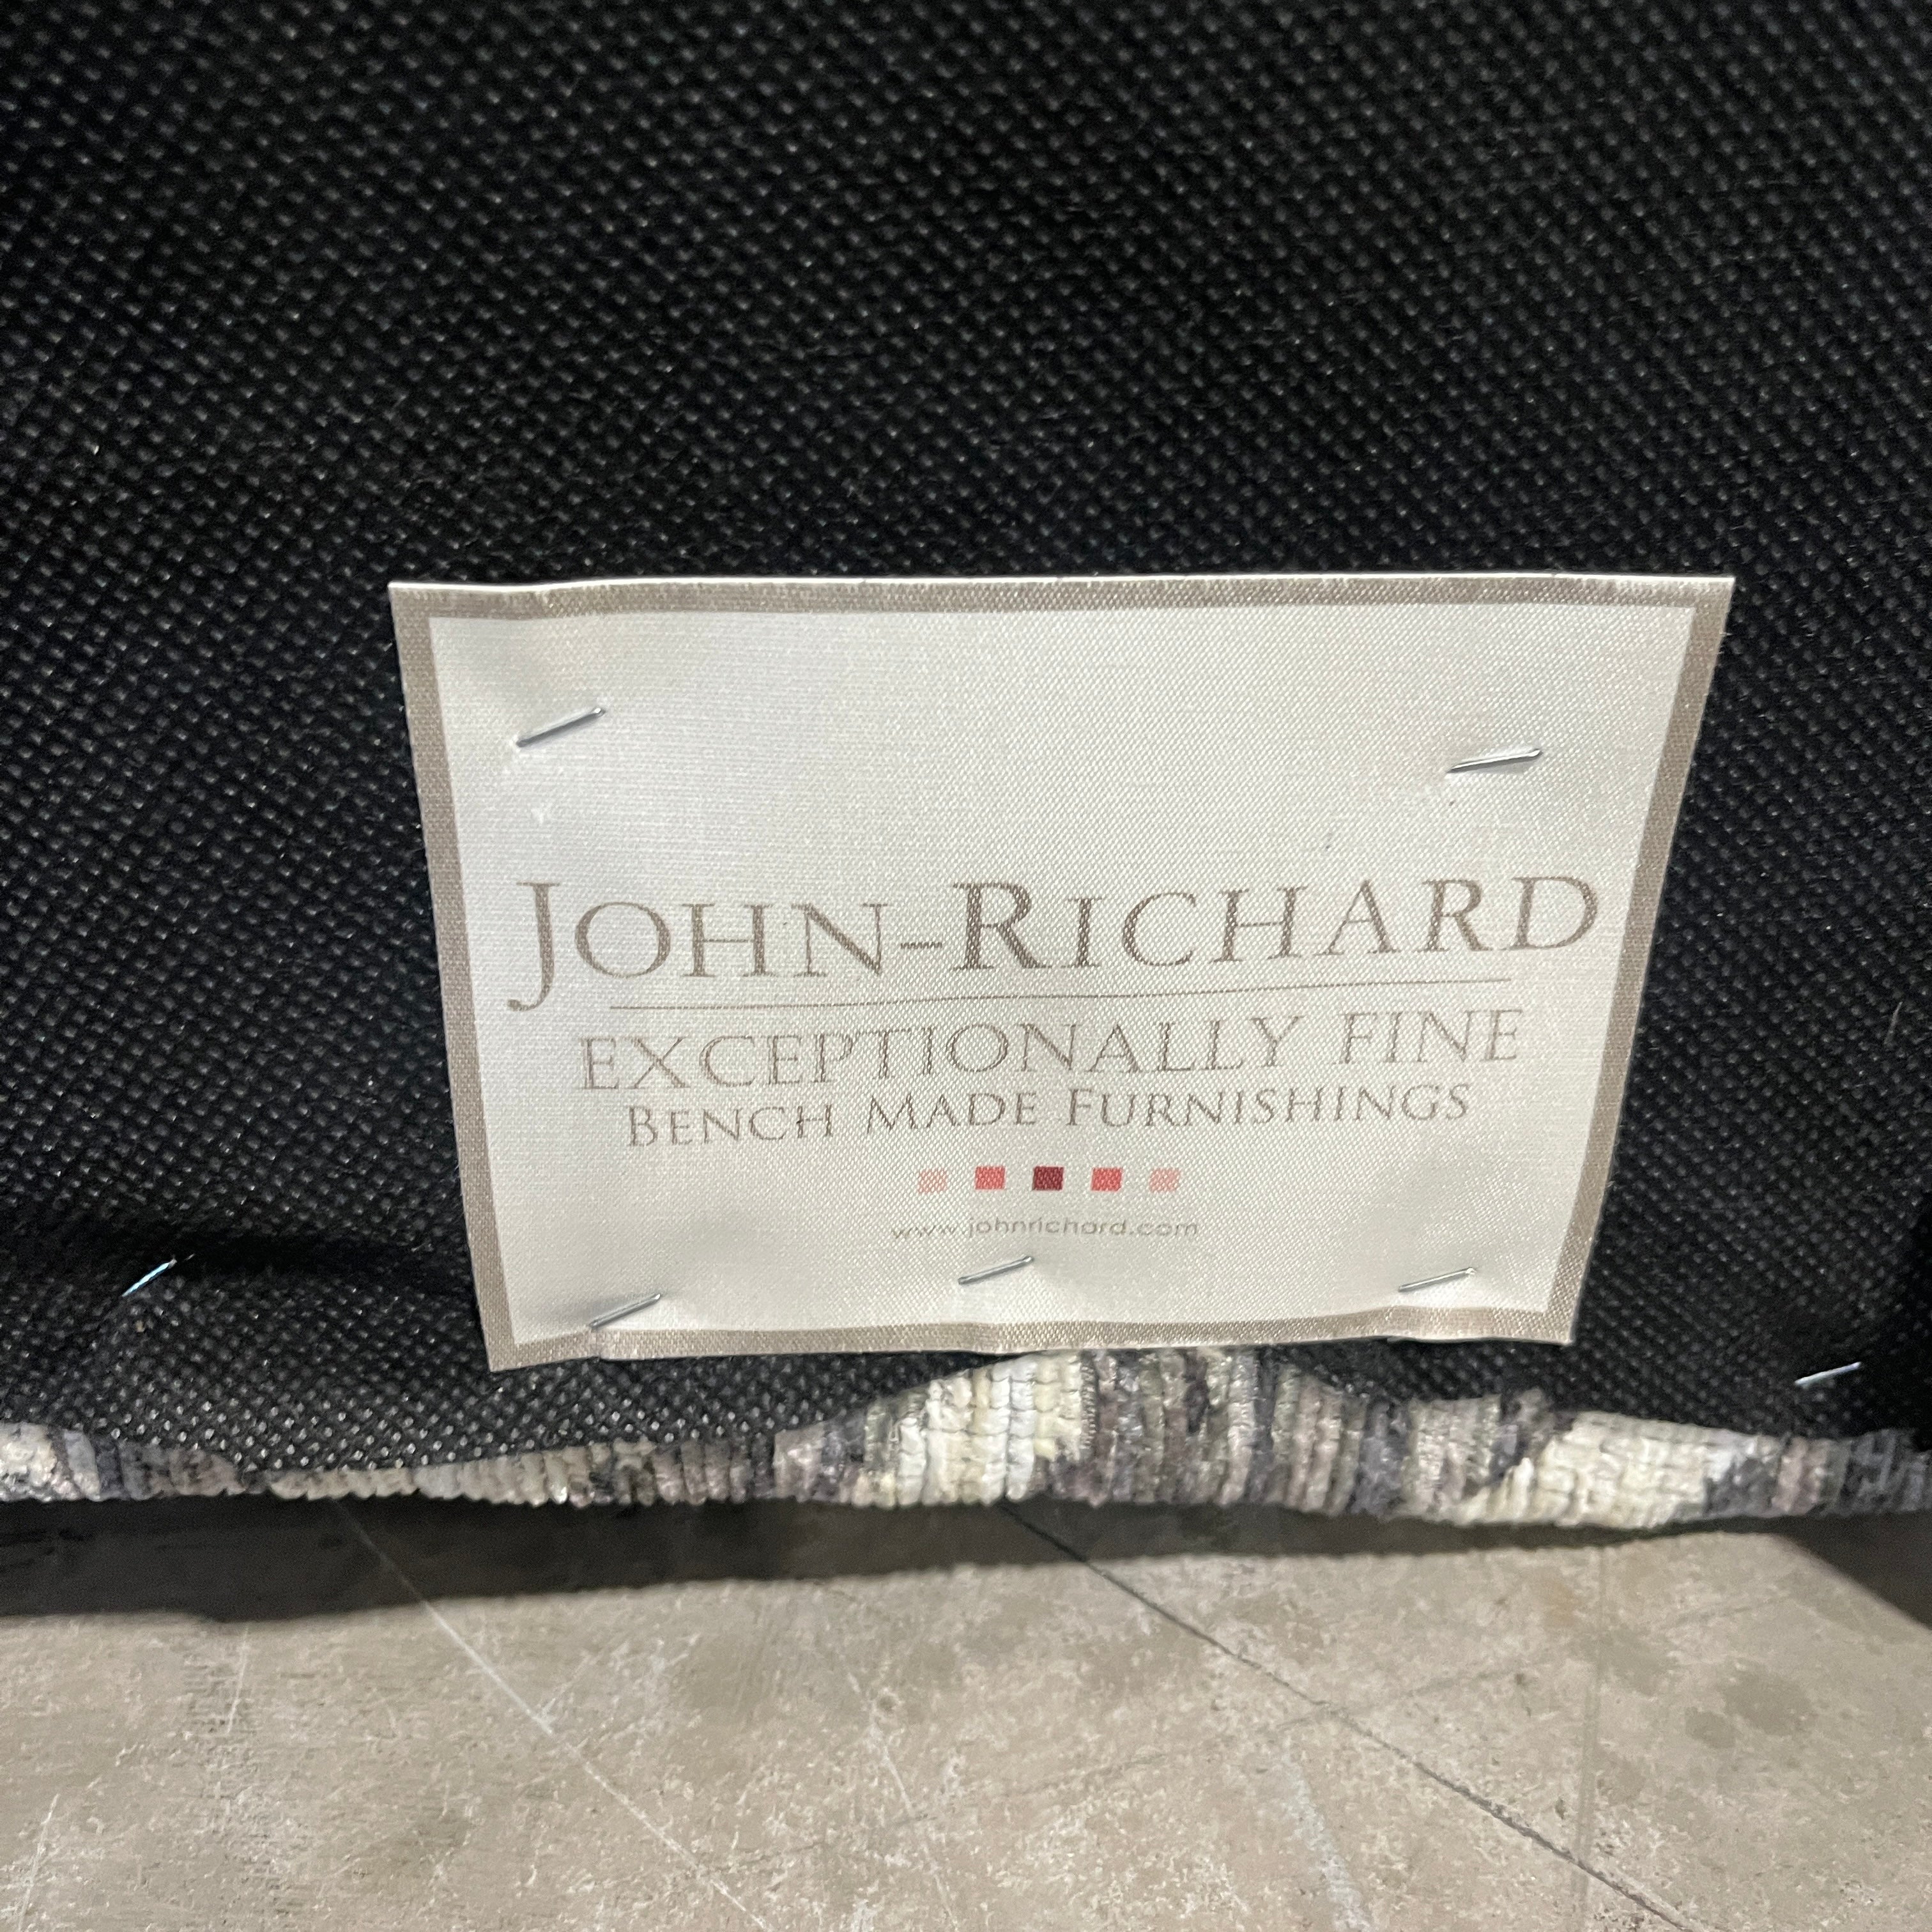 JOHN-RICHARD
EXCEPTIONALLY FINE
BENCH MADE FURNISHINGS
www.johnrichard.com